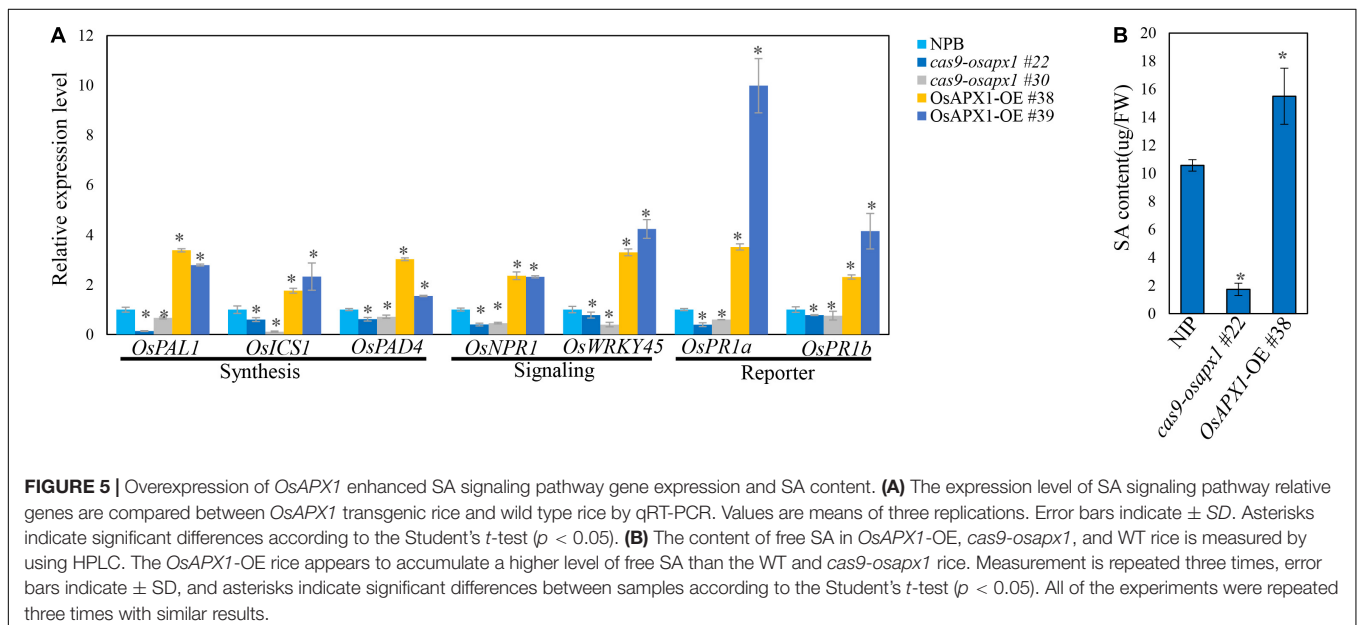 A
12
10
8
6
4
2
0
Relative expression level
* * * *
* * * *
* * * *
* * * *
* * * *
* * * *
* * * *
OsPAL1 OsICS1 OsPAD4 OsNPR1 OsWRKY45 OsPR1a OsPR1b
Synthesis Signaling Reporter
NPB
cas9-osapx1 #22
cas9-osapx1 #30
OsAPX1-OE #38
OsAPX1-OE #39
B
20
18
16
14
12
10
8
6
4
2
0
SA content(ug/FW)
*
*
NIP
cas9-osapx1 #22
OsAPX1-OE #38
FIGURE 5 | Overexpression of OsAPX1 enhanced SA signaling pathway gene expression and SA content. (A) The expression level of SA signaling pathway relative
genes are compared between OsAPX1 transgenic rice and wild type rice by qRT-PCR. Values are means of three replications. Error bars indicate ± SD. Asterisks
indicate significant differences according to the Student's t-test (p < 0.05). (B) The content of free SA in OsAPX1-OE, cas9-osapx1, and WT rice is measured by
using HPLC. The OsAPX1-OE rice appears to accumulate a higher level of free SA than the WT and cas9-osapx1 rice. Measurement is repeated three times, error
bars indicate ± SD, and asterisks indicate significant differences between samples according to the Student's t-test (p < 0.05). All of the experiments were repeated
three times with similar results.